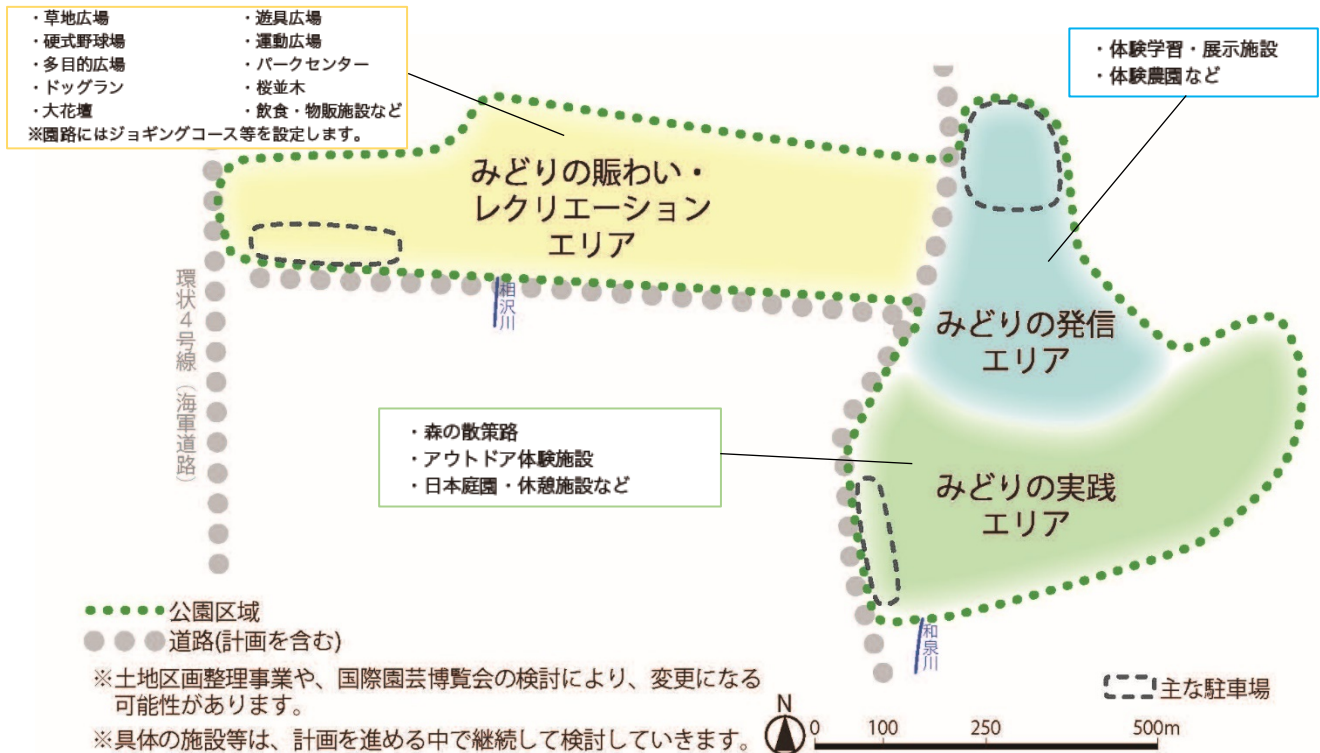 ・草地広場 ・遊具広場
・硬式野球場 ・運動広場
・多目的広場 ・パークセンター
・ドッグラン ・桜並木
・大花壇 ・飲食・物販施設など
※園路にはジョギングコース等を設定します。
・体験学習・展示施設
・体験農園など
みどりの賑わい・
レクリエーション
エリア
環状4号線（海軍道路）
相沢川
みどりの発信
エリア
・森の散策路
・アウトドア体験施設
・日本庭園・休憩施設など
みどりの実践
エリア
和泉川
公園区域
道路(計画を含む)
※土地区画整理事業や、国際園芸博覧会の検討により、変更になる
可能性があります。
※具体の施設等は、計画を進める中で継続して検討していきます。
主な駐車場
N
0 100 250 500m